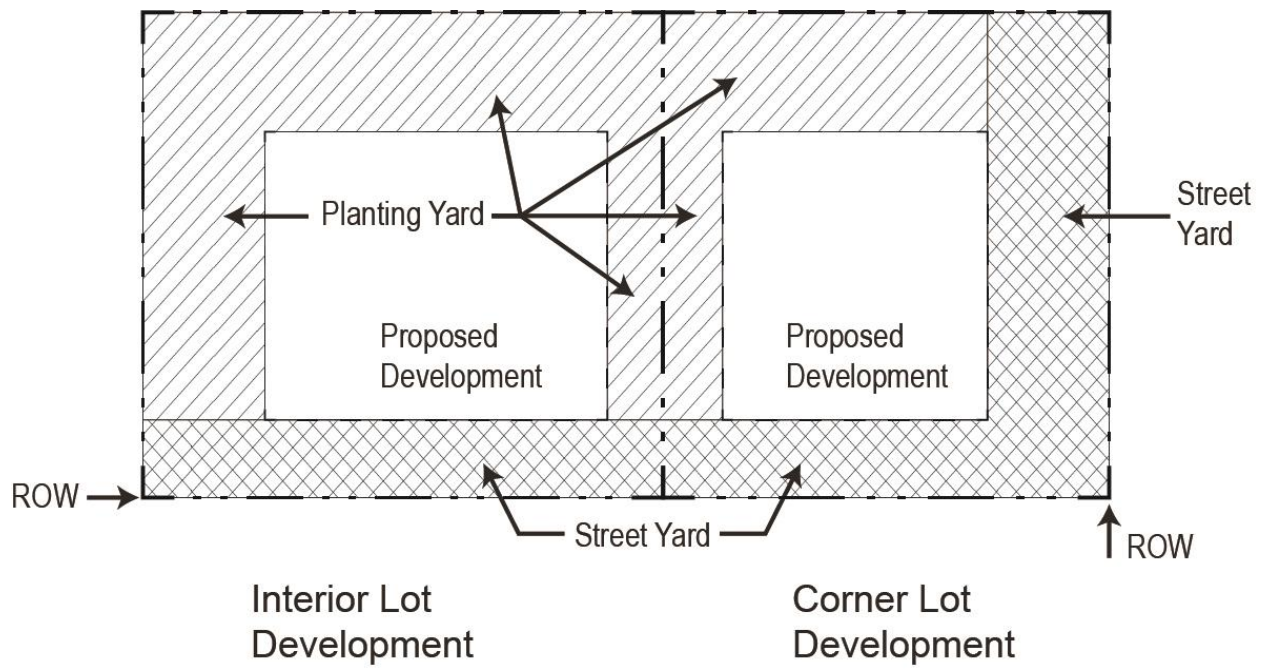 Planting Yard
Street
Yard
Proposed
Development
Proposed
Development
ROW
Street Yard
ROW
Interior Lot
Development
Corner Lot
Development